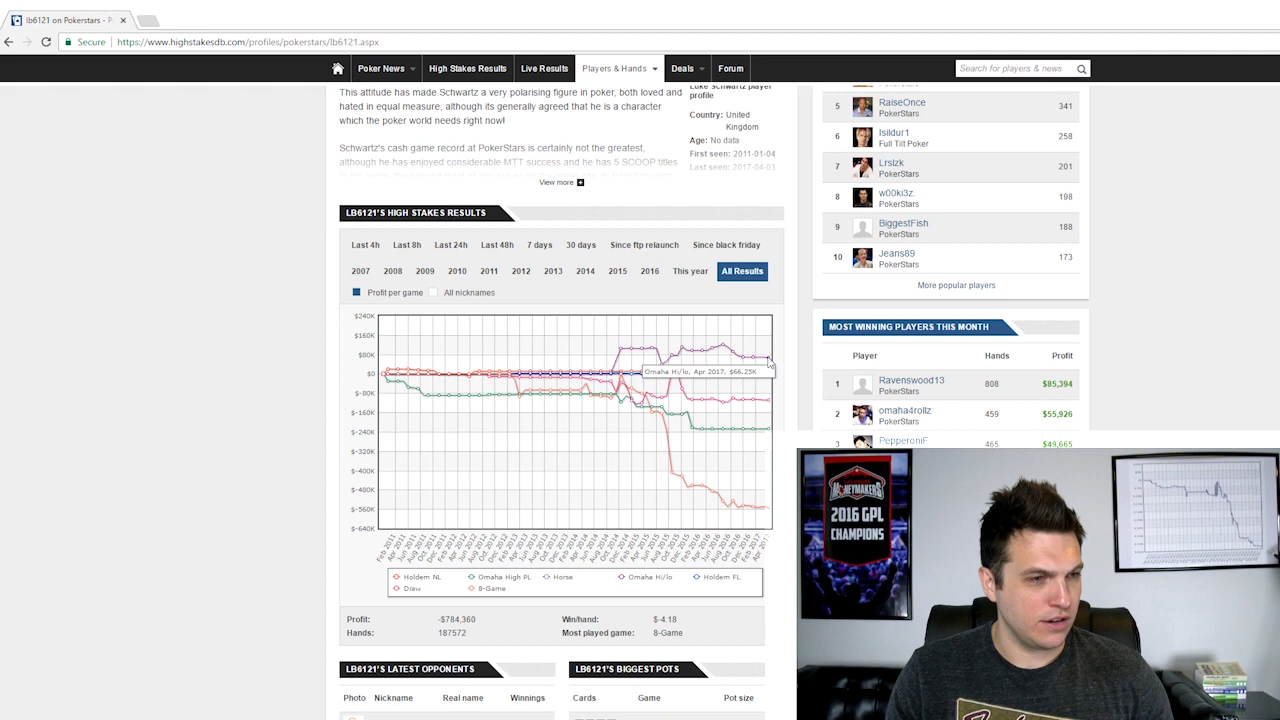 lb6121 on Pokerstars - P
Secure
https://www.highstakesdb.com/profiles/pokerstars/lb6121.aspx
Poker News
High Stakes Results
Live Results
Players & Hands
Deals
Forum
Search for players & news
This attitude has made Schwartz a very polarising figure in poker, both loved and
hated in equal measure, although its generally agreed that he is a character
which the poker world needs right now!
Schwartz's cash game record at PokerStars is certainly not the greatest,
although he has enjoyed considerable MTT success and he has 5 SCOOP titles
View more
Luke Schwartz player
profile
Country: United
Kingdom
Age: No data
First seen: 2011-01-04
Last seen: 2017-04-03
LB6121'S HIGH STAKES RESULTS
Last 4h
Last 8h
Last 24h
Last 48h
7 days
30 days
Since ftp relaunch
Since black friday
2007
2008
2009
2010
2011
2012
2013
2014
2015
2016
This year
All Results
Profit per game
All nicknames
$240K
$160K
$80K
$0
$-80K
$-160K
$-240K
$-320K
$-400K
$-480K
$-560K
$-640K
Omaha Hi/lo, Apr 2017, $66.25K
Holdem NL
Omaha High PL
Horse
Omaha Hi/lo
Holdem FL
Draw
8-Game
Profit: -$784,360
Win/hand: $-4.18
Hands: 187572
Most played game: 8-Game
LB6121'S LATEST OPPONENTS
Photo Nickname Real name Winnings
LB6121'S BIGGEST POTS
Cards Game Pot size
PokerStars
5 RaiseOnce 341
PokerStars
6 Isildur1 258
Full Tilt Poker
7 Lrslzk 201
PokerStars
8 w00ki3z. 198
PokerStars
9 BiggestFish 188
PokerStars
10 Jeans89 173
PokerStars
More popular players
MOST WINNING PLAYERS THIS MONTH
Player Hands Profit
1 Ravenswood13 808 $85,394
PokerStars
2 omaha4rollz 459 $55,926
PokerStars
3 PepperoniF 465 $49,665
MONEYMAKERS
2016 GPL
CHAMPIONS